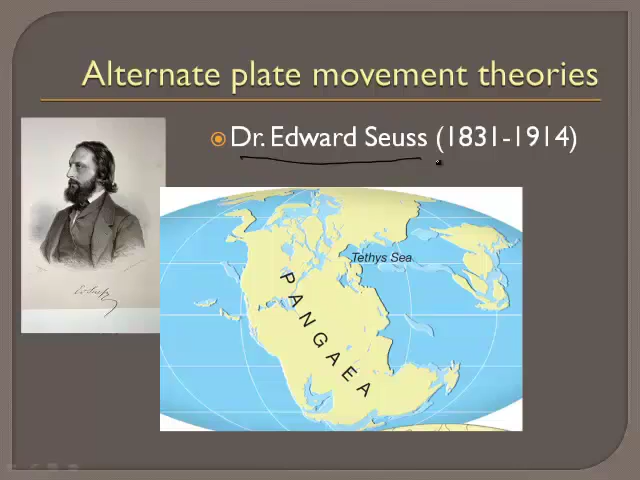 Alternate plate movement theories
Dr. Edward Seuss (1831-1914)
Tethys Sea
PANGAEA